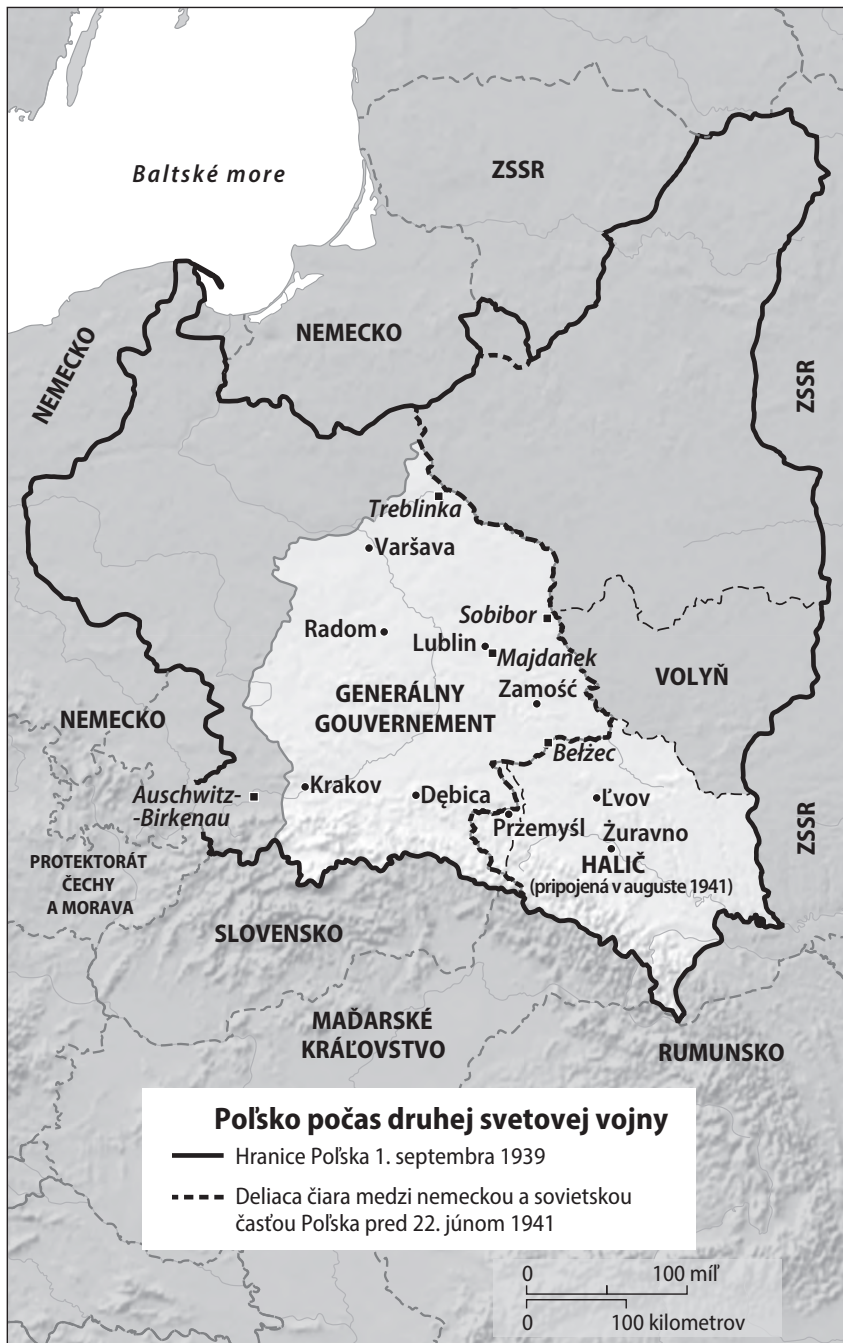 Baltské more
ZSSR
NEMECKO
NEMECKO
ZSSR
Treblinka
Varšava
Sobibor
Radom
Lublin
Majdanek
VOLYŇ
Zamość
GENERÁLNY
GOUVERNEMENT
NEMECKO
Bełżec
Auschwitz-
-Birkenau
Krakov
Dębica
Ľvov
Przemyśl
Żuravno
ZSSR
HALIČ
(pripojená v auguste 1941)
PROTEKTORÁT
ČECHY
A MORAVA
SLOVENSKO
MAĎARSKÉ
KRÁĽOVSTVO
RUMUNSKO
Poľsko počas druhej svetovej vojny
Hranice Poľska 1. septembra 1939
Deliaca čiara medzi nemeckou a sovietskou
časťou Poľska pred 22. júnom 1941
0 100 míľ
0 100 kilometrov